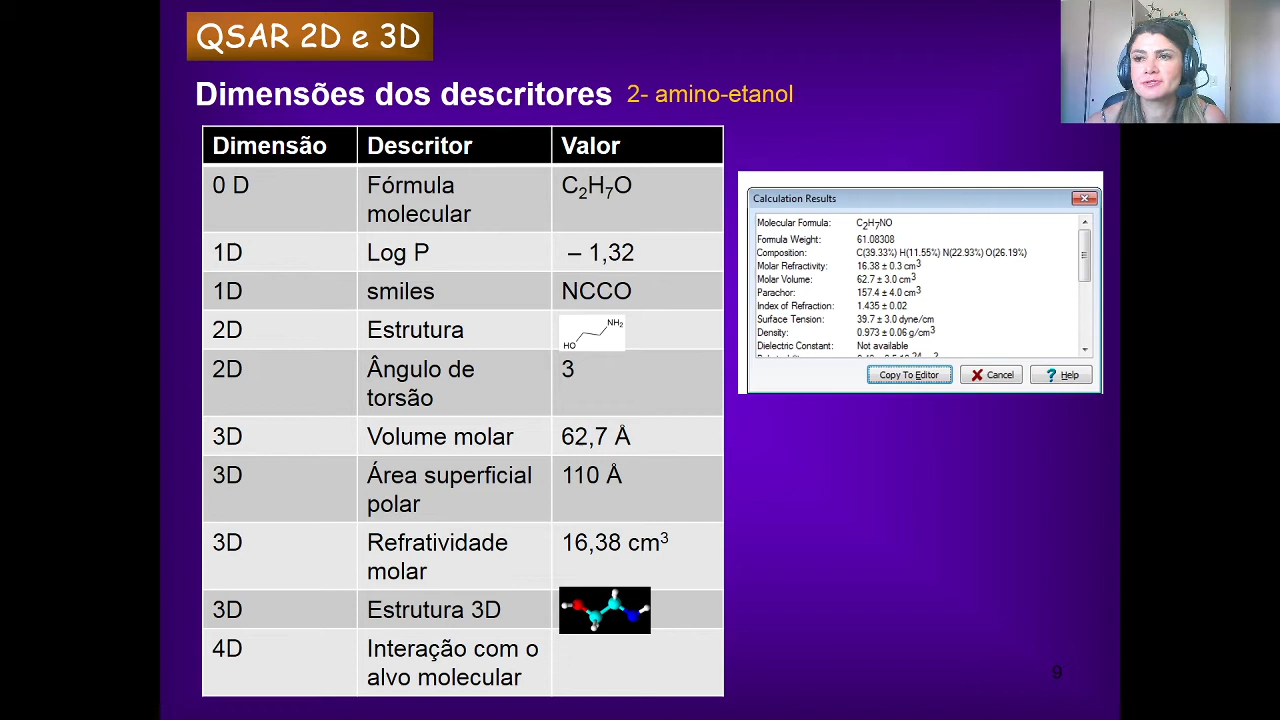 QSAR 2D e 3D
Dimensões dos descritores 2- amino-etanol
Dimensão Descritor Valor
0 D Fórmula molecular C₂H₇O
1D Log P – 1,32
1D smiles NCCO
2D Estrutura HO NH₂
2D Ângulo de torsão 3
3D Volume molar 62,7 Å
3D Área superficial polar 110 Å
3D Refratividade molar 16,38 cm³
3D Estrutura 3D
4D Interação com o alvo molecular
Calculation Results
Molecular Formula: C₂H₇NO
Formula Weight: 61.08308
Composition: C(39.33%) H(11.55%) N(22.93%) O(26.19%)
Molar Refractivity: 16.38 ± 0.3 cm³
Molar Volume: 62.7 ± 3.0 cm³
Parachor: 157.4 ± 4.0 cm³
Index of Refraction: 1.435 ± 0.02
Surface Tension: 39.7 ± 3.0 dyne/cm
Density: 0.973 ± 0.06 g/cm³
Dielectric Constant: Not available
Copy To Editor Cancel Help
9